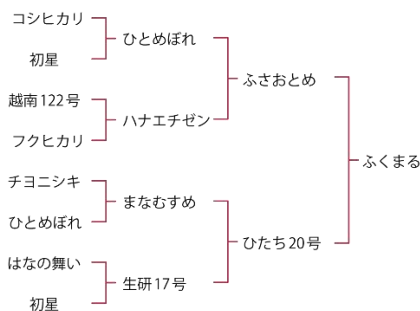 コシヒカリ
初星
ひとめぼれ
越南122号
フクヒカリ
ハナエチゼン
ふさおとめ
チヨニシキ
ひとめぼれ
まなむすめ
はなの舞い
初星
生研17号
ひたち20号
ふくまる